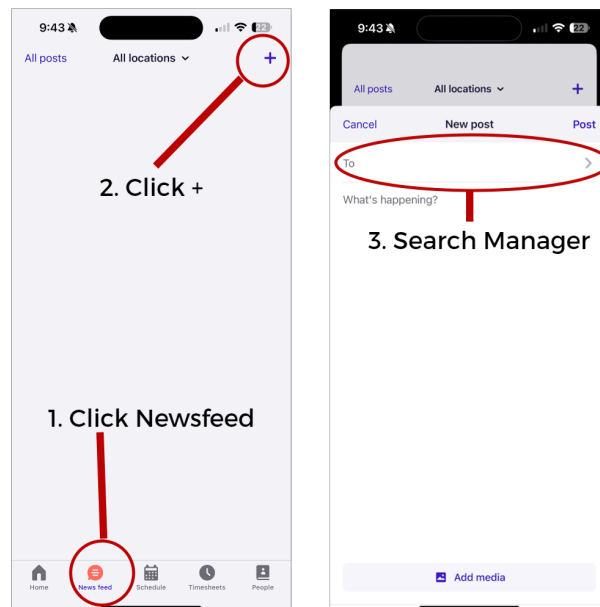 9:43
22
All posts
All locations
+
2. Click +
1. Click Newsfeed
Home
News feed
Schedule
Timesheets
People
9:43
22
All posts
All locations
+
Cancel
New post
Post
To
What's happening?
3. Search Manager
Add media